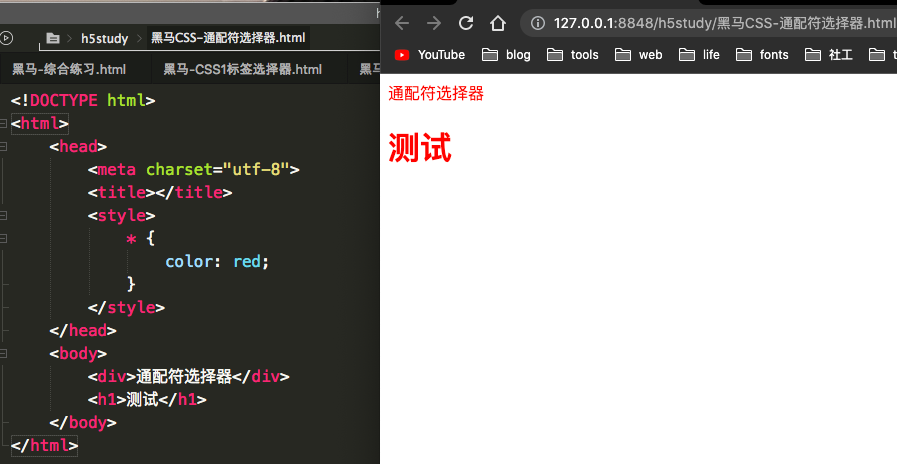 h5study 黑马CSS-通配符选择器.html
黑马-综合练习.html 黑马-CSS1标签选择器.html 黑马
<!DOCTYPE html>
<html>
<head>
<meta charset="utf-8">
<title></title>
<style>
* {
color: red;
}
</style>
</head>
<body>
<div>通配符选择器</div>
<h1>测试</h1>
</body>
</html>
127.0.0.1:8848/h5study/黑马CSS-通配符选择器.html
YouTube blog tools web life fonts 社工 t
通配符选择器
测试